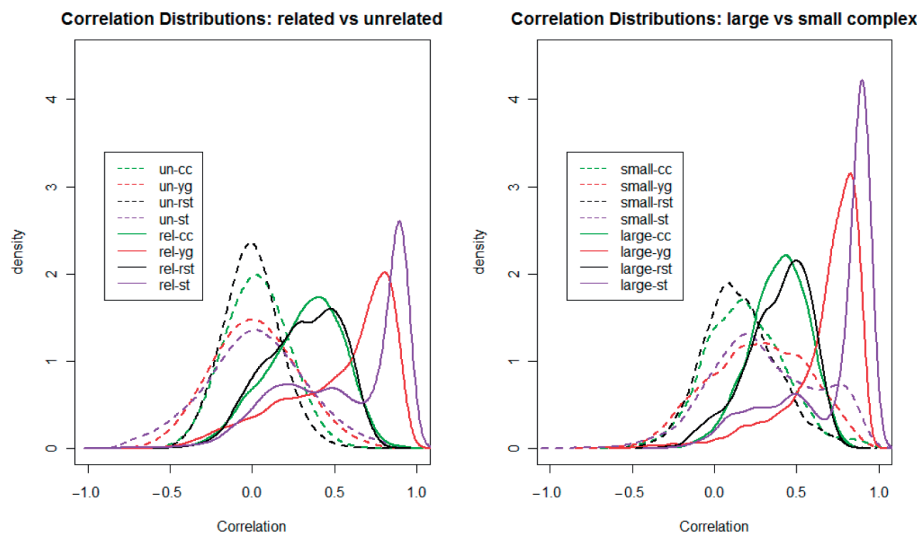 Correlation Distributions: related vs unrelated
density
4
3
2
1
0
un-cc
un-yg
un-rst
un-st
rel-cc
rel-yg
rel-rst
rel-st
−1.0 −0.5 0.0 0.5 1.0
Correlation
Correlation Distributions: large vs small complex
density
4
3
2
1
0
small-cc
small-yg
small-rst
small-st
large-cc
large-yg
large-rst
large-st
−1.0 −0.5 0.0 0.5 1.0
Correlation